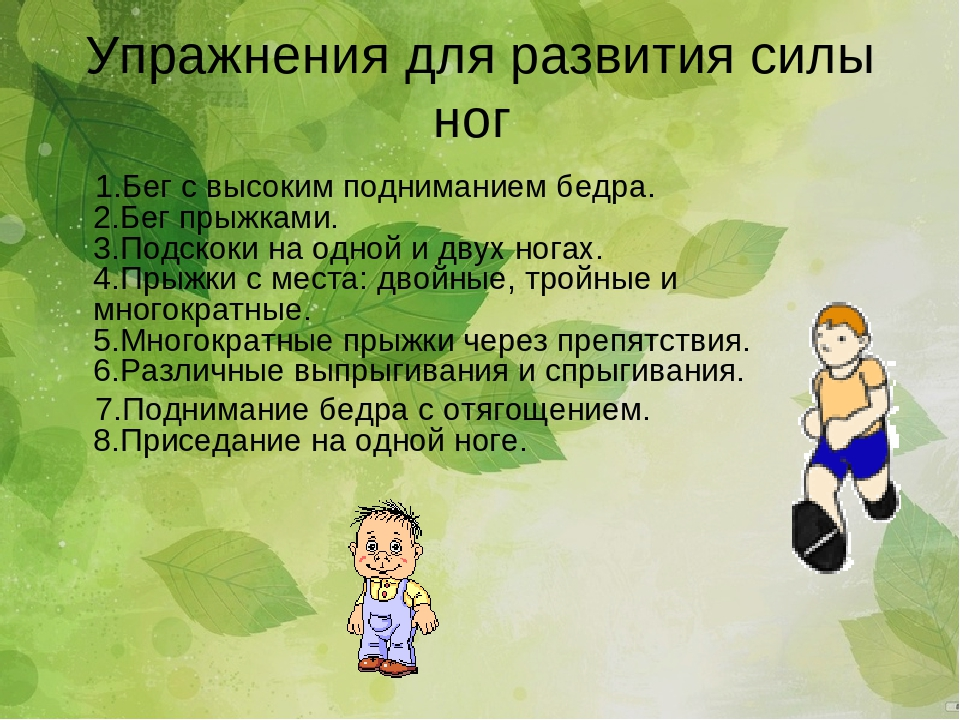 Упражнения для развития силы
ног
1.Бег с высоким подниманием бедра.
2.Бег прыжками.
3.Подскоки на одной и двух ногах.
4.Прыжки с места: двойные, тройные и
многократные.
5.Многократные прыжки через препятствия.
6.Различные выпрыгивания и спрыгивания.
7.Поднимание бедра с отягощением.
8.Приседание на одной ноге.